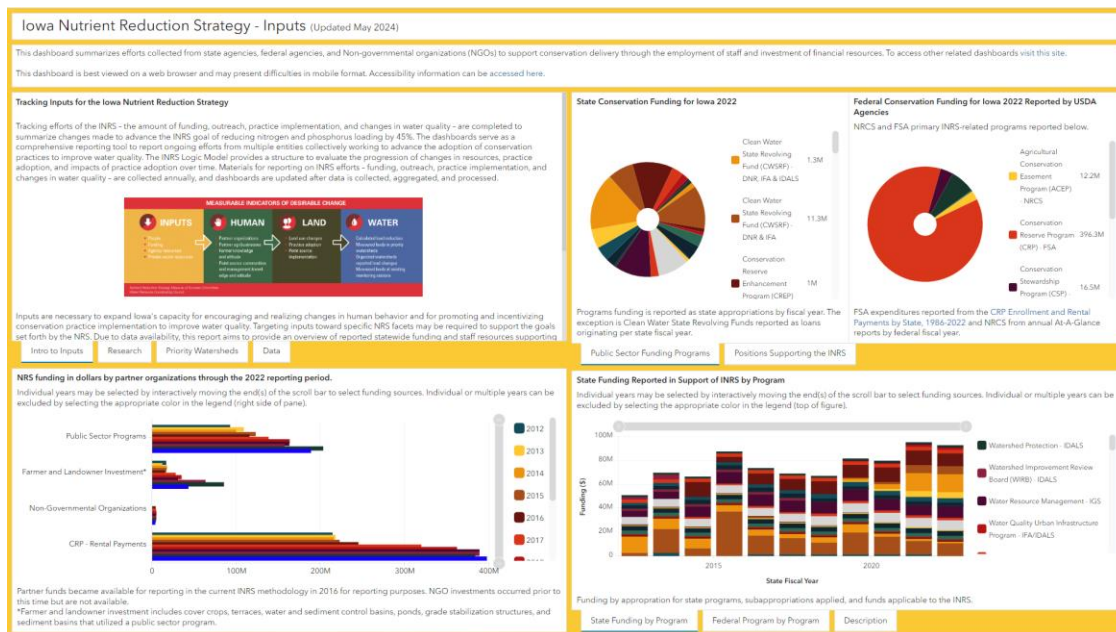 Iowa Nutrient Reduction Strategy - Inputs (Updated May 2024)
This dashboard summarizes efforts collected from state agencies, federal agencies, and Non-governmental organizations (NGOs) to support conservation delivery through the employment of staff and investment of financial resources. To access other related dashboards visit this site.
This dashboard is best viewed on a web browser and may present difficulties in mobile format. Accessibility information can be accessed here.
Tracking Inputs for the Iowa Nutrient Reduction Strategy
Tracking efforts of the INRS – the amount of funding, outreach, practice implementation, and changes in water quality – are completed to
summarize changes made to advance the INRS goal of reducing nitrogen and phosphorus loading by 45%. The dashboards serve as a
comprehensive reporting tool to report ongoing efforts from multiple entities collectively working to advance the adoption of conservation
practices to improve water quality. The INRS Logic Model provides a structure to evaluate the progression of changes in resources, practice
adoption, and impacts of practice adoption over time. Materials for reporting on INRS efforts – funding, outreach, practice implementation, and
changes in water quality – are collected annually, and dashboards are updated after data is collected, aggregated, and processed.
MEASURABLE INDICATORS OF DESIRABLE CHANGE
INPUTS
HUMAN
LAND
WATER
Inputs are necessary to expand Iowa's capacity for encouraging and realizing changes in human behavior and for promoting and incentivizing
conservation practice implementation to improve water quality. Targeting inputs toward specific NRS facets may be required to support the goals
set forth by the NRS. Due to data availability, this report aims to provide an overview of reported statewide funding and staff resources supporting
Intro to Inputs
Research
Priority Watersheds
Data
State Conservation Funding for Iowa 2022
Clean Water
State Revolving
Fund (CWSRF) -
DNR, IFA & IDALS
1.3M
Clean Water
State Revolving
Fund (CWSRF) -
DNR & IFA
11.3M
Conservation
Reserve
Enhancement
Program (CREP)
1M
Programs funding is reported as state appropriations by fiscal year. The
exception is Clean Water State Revolving Funds reported as loans
originating per state fiscal year.
Federal Conservation Funding for Iowa 2022 Reported by USDA
Agencies
NRCS and FSA primary INRS-related programs reported below.
Agricultural
Conservation
Easement
Program (ACEP)
- NRCS
12.2M
Conservation
Reserve Program
(CRP) - FSA
396.3M
Conservation
Stewardship
Program (CSP) -
16.5M
FSA expenditures reported from the CRP Enrollment and Rental
Payments by State, 1986-2022 and NRCS from annual At-A-Glance
reports by federal fiscal year.
Public Sector Funding Programs
Positions Supporting the INRS
NRS funding in dollars by partner organizations through the 2022 reporting period.
Individual years may be selected by interactively moving the end(s) of the scroll bar to select funding sources. Individual or multiple years can be
excluded by selecting the appropriate color in the legend (right side of pane).
Public Sector Programs
Farmer and Landowner Investment*
Non-Governmental Organizations
CRP - Rental Payments
0
100M
200M
300M
400M
2012
2013
2014
2015
2016
2017
Partner funds became available for reporting in the current INRS methodology in 2016 for reporting purposes. NGO investments occurred prior to
this time but are not available.
*Farmer and landowner investment includes cover crops, terraces, water and sediment control basins, ponds, grade stabilization structures, and
sediment basins that utilized a public sector program.
State Funding Reported in Support of INRS by Program
Individual years may be selected by interactively moving the end(s) of the scroll bar to select funding sources. Individual or multiple years can be
excluded by selecting the appropriate color in the legend (top of figure).
100M
80M
60M
40M
20M
0
Funding ($)
2015
2020
State Fiscal Year
Watershed Protection - IDALS
Watershed Improvement Review
Board (WIRB) - IDALS
Water Resource Management - IGS
Water Quality Urban Infrastructure
Program - IFA/IDALS
Funding by appropration for state programs, subappropriations applied, and funds applicable to the INRS.
State Funding by Program
Federal Program by Program
Description